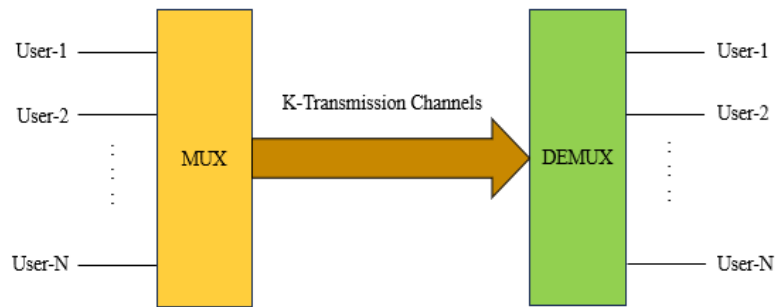 User-1
User-2
User-N
MUX
K-Transmission Channels
DEMUX
User-1
User-2
User-N